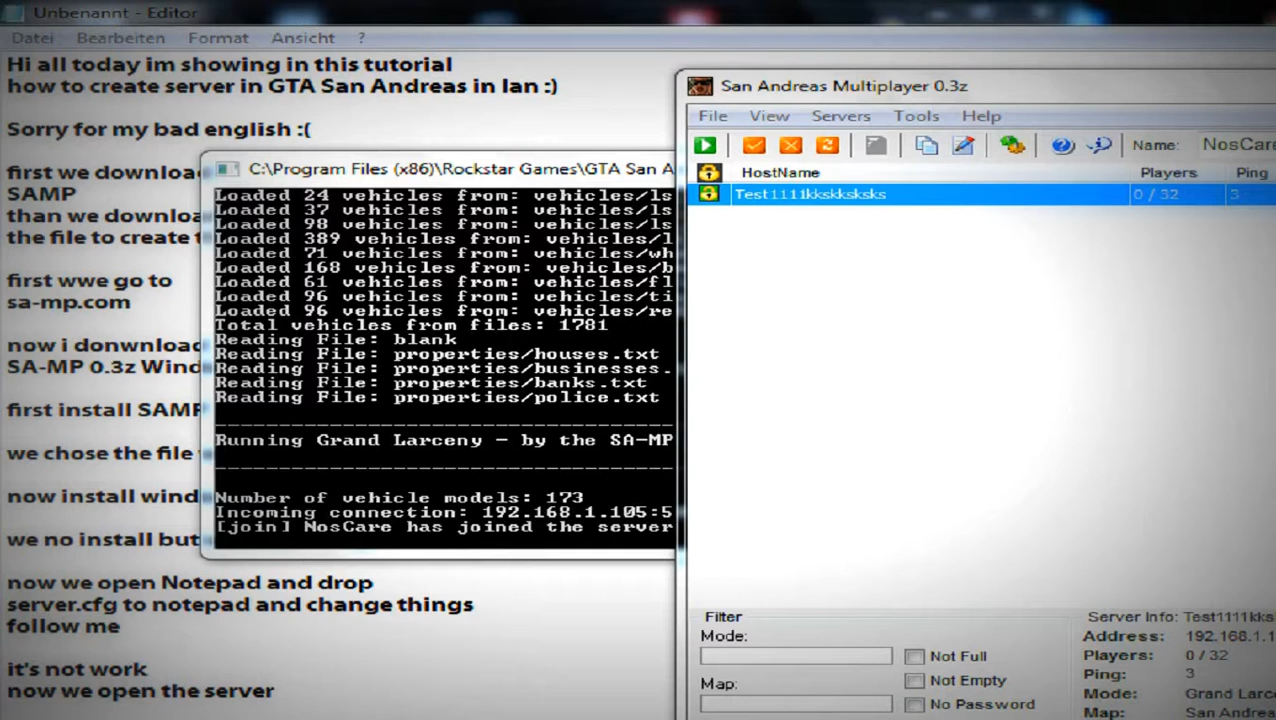 Unbenannt - Editor
Datei Bearbeiten Format Ansicht ?
Hi all today im showing in this tutorial
how to create server in GTA San Andreas in lan :)
Sorry for my bad english :(
first we downloa
SAMP
than we downloa
the file to create t
first wwe go to
sa-mp.com
now i donwnloa
SA-MP 0.3z Wind
first install SAMP
we chose the file
now install wind
we no install but
now we open Notepad and drop
server.cfg to notepad and change things
follow me
it's not work
now we open the server
C:\Program Files (x86)\Rockstar Games\GTA San A
Loaded 24 vehicles from: vehicles/ls
Loaded 37 vehicles from: vehicles/ls
Loaded 98 vehicles from: vehicles/ls
Loaded 389 vehicles from: vehicles/l
Loaded 71 vehicles from: vehicles/wh
Loaded 168 vehicles from: vehicles/b
Loaded 61 vehicles from: vehicles/fl
Loaded 96 vehicles from: vehicles/ti
Loaded 96 vehicles from: vehicles/re
Total vehicles from files: 1781
Reading File: blank
Reading File: properties/houses.txt
Reading File: properties/businesses.
Reading File: properties/banks.txt
Reading File: properties/police.txt
Running Grand Larceny - by the SA-MP
Number of vehicle models: 173
Incoming connection: 192.168.1.105:5
[join] NosCare has joined the server
San Andreas Multiplayer 0.3z
File View Servers Tools Help
Name: NosCare
HostName Players Ping
Test1111kkskksksks 0 / 32 3
Filter
Mode:
Not Full
Not Empty
Map:
No Password
Server Info: Test1111kks
Address: 192.168.1.1
Players: 0 / 32
Ping: 3
Mode: Grand Larce
Map: San Andrea